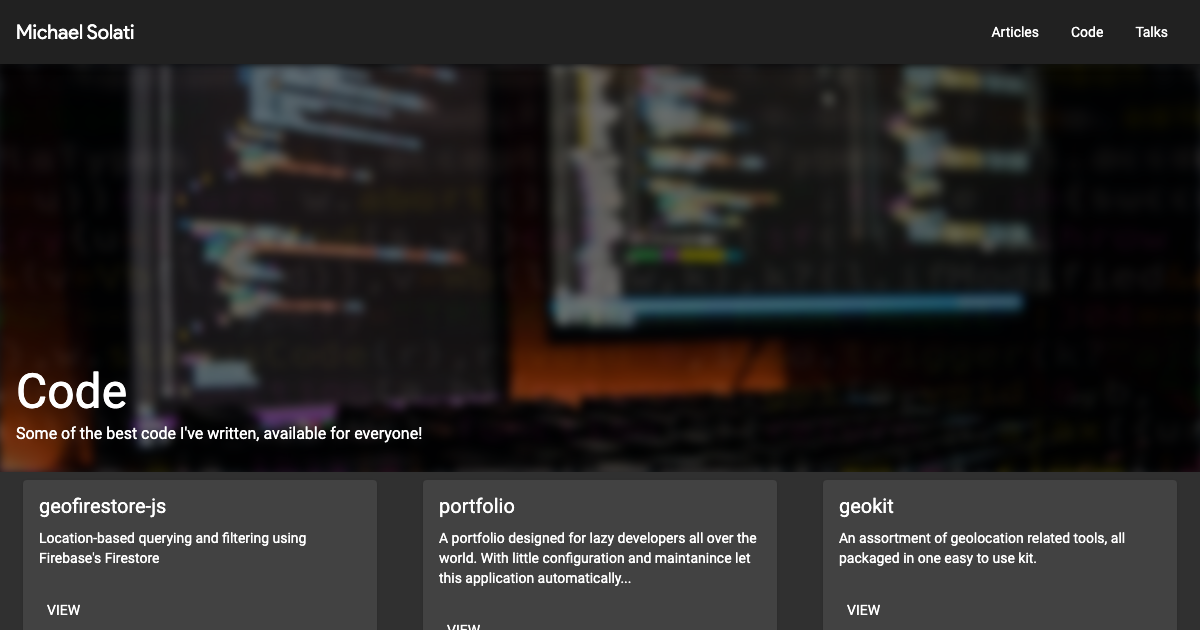 Michael Solati
Articles
Code
Talks
Code
Some of the best code I've written, available for everyone!
geofirestore-js
Location-based querying and filtering using
Firebase's Firestore
VIEW
portfolio
A portfolio designed for lazy developers all over the
world. With little configuration and maintanince let
this application automatically...
VIEW
geokit
An assortment of geolocation related tools, all
packaged in one easy to use kit.
VIEW